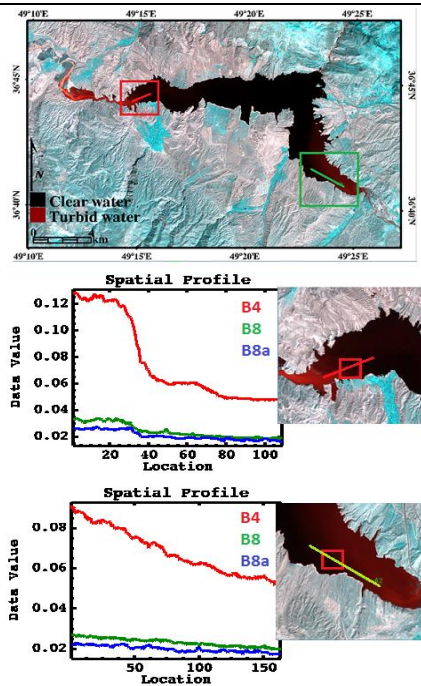 49°10'E 49°15'E 49°20'E 49°25'E
36°45'N
36°45'N
36°40'N
36°40'N
N
Clear water
Turbid water
0 4
km
49°10'E 49°15'E 49°20'E 49°25'E
Spatial Profile
Data Value
0.12
0.10
0.08
0.06
0.04
0.02
B4
B8
B8a
20 40 60 80 100
Location
Spatial Profile
Data Value
0.08
0.06
0.04
0.02
B4
B8
B8a
50 100 150
Location